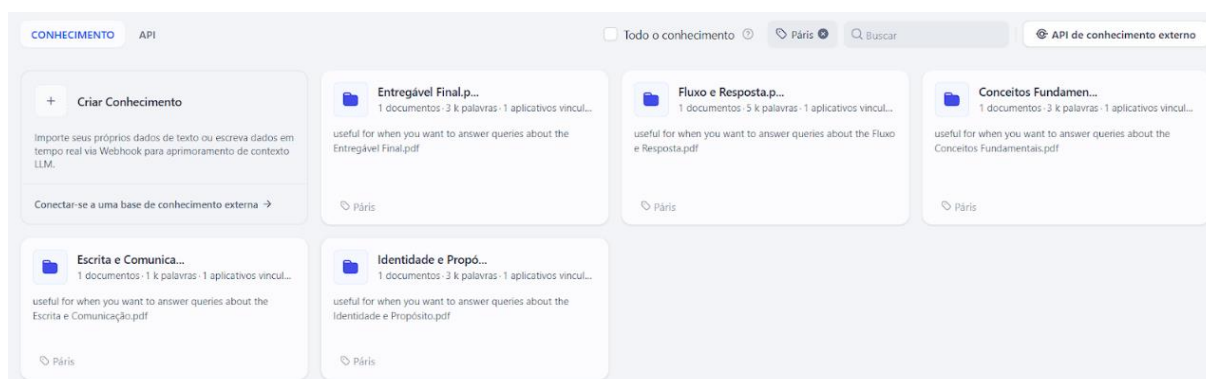 CONHECIMENTO API
Todo o conhecimento Páris Buscar API de conhecimento externo
Criar Conhecimento
Importe seus próprios dados de texto ou escreva dados em
tempo real via Webhook para aprimoramento de contexto
LLM.
Conectar-se a uma base de conhecimento externa →
Entregável Final.p...
1 documentos · 3 k palavras · 1 aplicativos vincul...
useful for when you want to answer queries about the
Entregável Final.pdf
Páris
Fluxo e Resposta.p...
1 documentos · 5 k palavras · 1 aplicativos vincul...
useful for when you want to answer queries about the Fluxo
e Resposta.pdf
Páris
Conceitos Fundamen...
1 documentos · 3 k palavras · 1 aplicativos vincul...
useful for when you want to answer queries about the
Conceitos Fundamentais.pdf
Páris
Escrita e Comunica...
1 documentos · 1 k palavras · 1 aplicativos vincul...
useful for when you want to answer queries about the
Escrita e Comunicação.pdf
Páris
Identidade e Propó...
1 documentos · 3 k palavras · 1 aplicativos vincul...
useful for when you want to answer queries about the
Identidade e Propósito.pdf
Páris